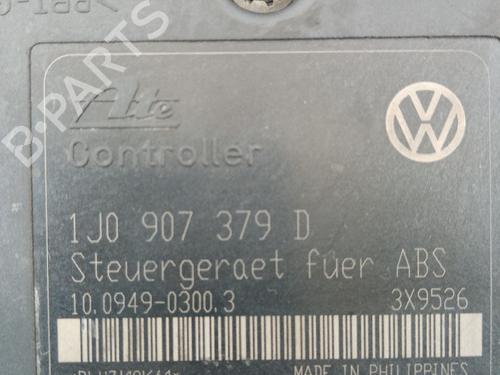 B-PARTS
Ate
Controller
1J0 907 379 D
Steuergeraet fuer ABS
10.0949-0300.3 3X9526
MADE IN PHILIPPINES